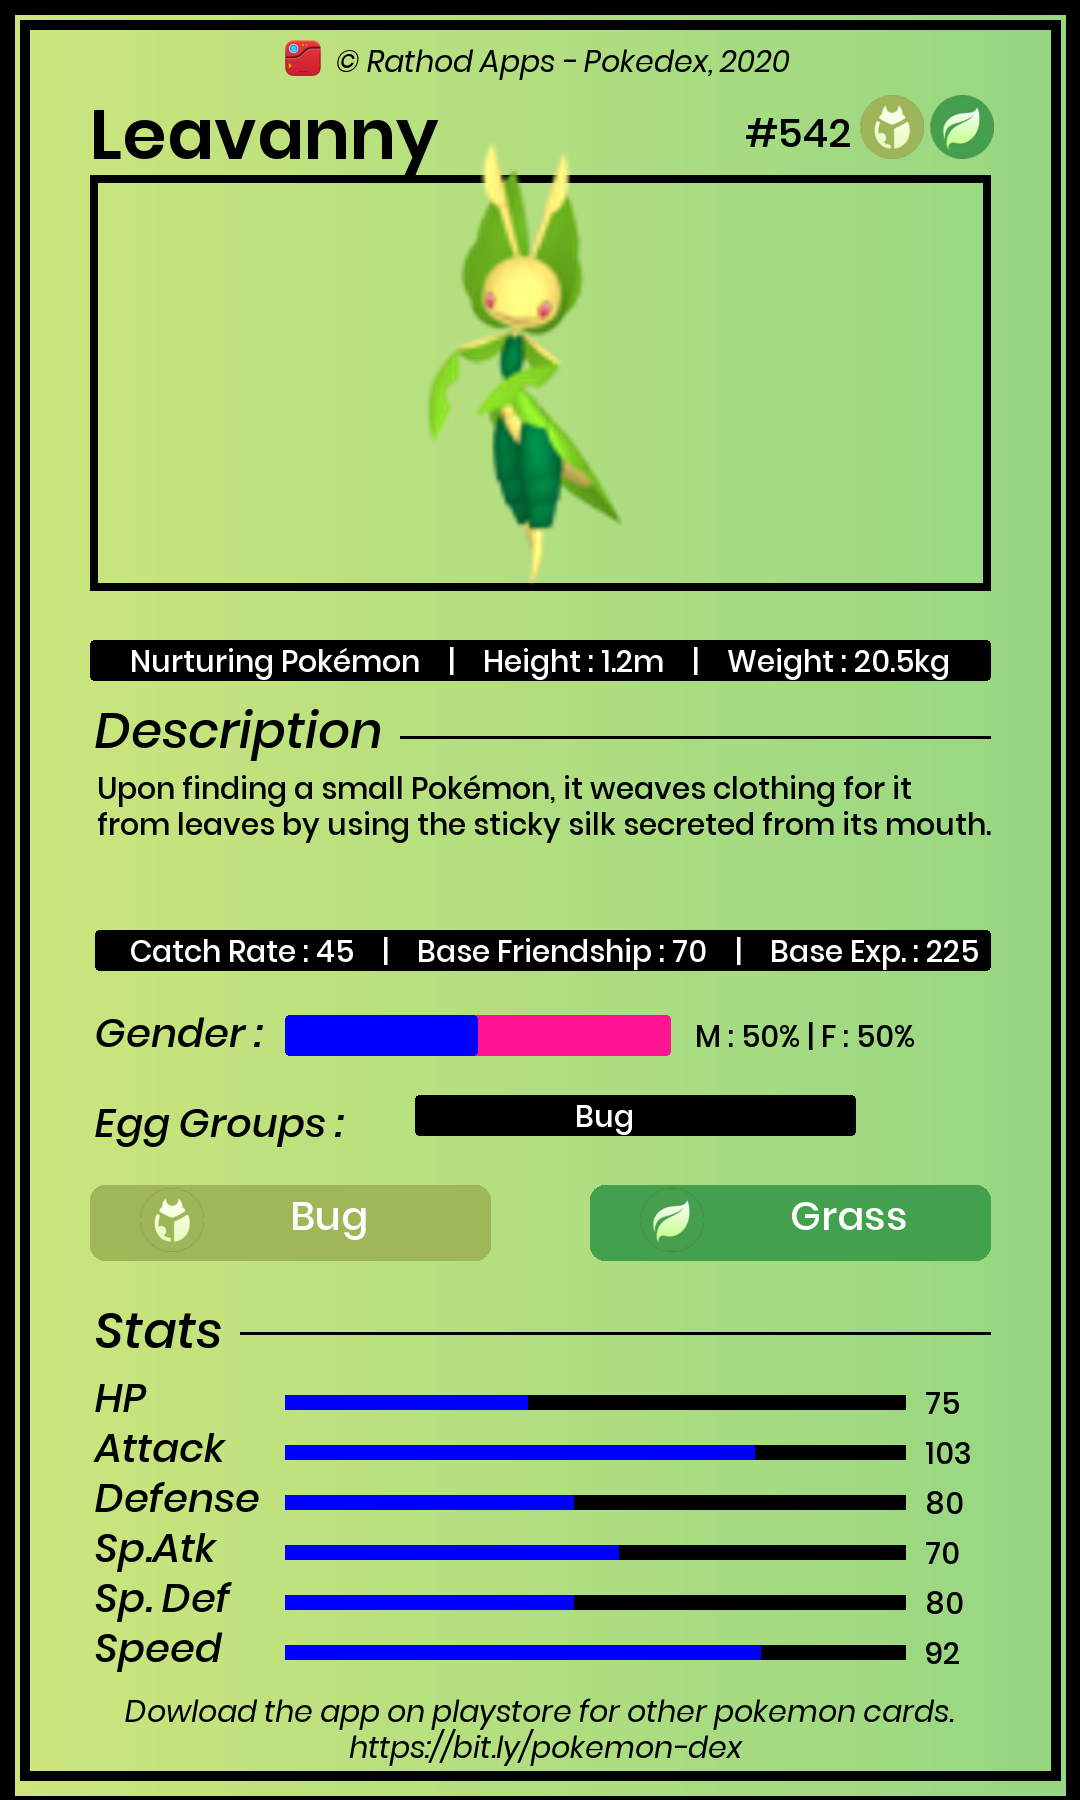 © Rathod Apps - Pokedex, 2020
Leavanny #542
Nurturing Pokémon | Height : 1.2m | Weight : 20.5kg
Description
Upon finding a small Pokémon, it weaves clothing for it
from leaves by using the sticky silk secreted from its mouth.
Catch Rate : 45 | Base Friendship : 70 | Base Exp. : 225
Gender : M : 50% | F : 50%
Egg Groups : Bug
Bug Grass
Stats
HP 75
Attack 103
Defense 80
Sp.Atk 70
Sp. Def 80
Speed 92
Dowload the app on playstore for other pokemon cards.
https://bit.ly/pokemon-dex